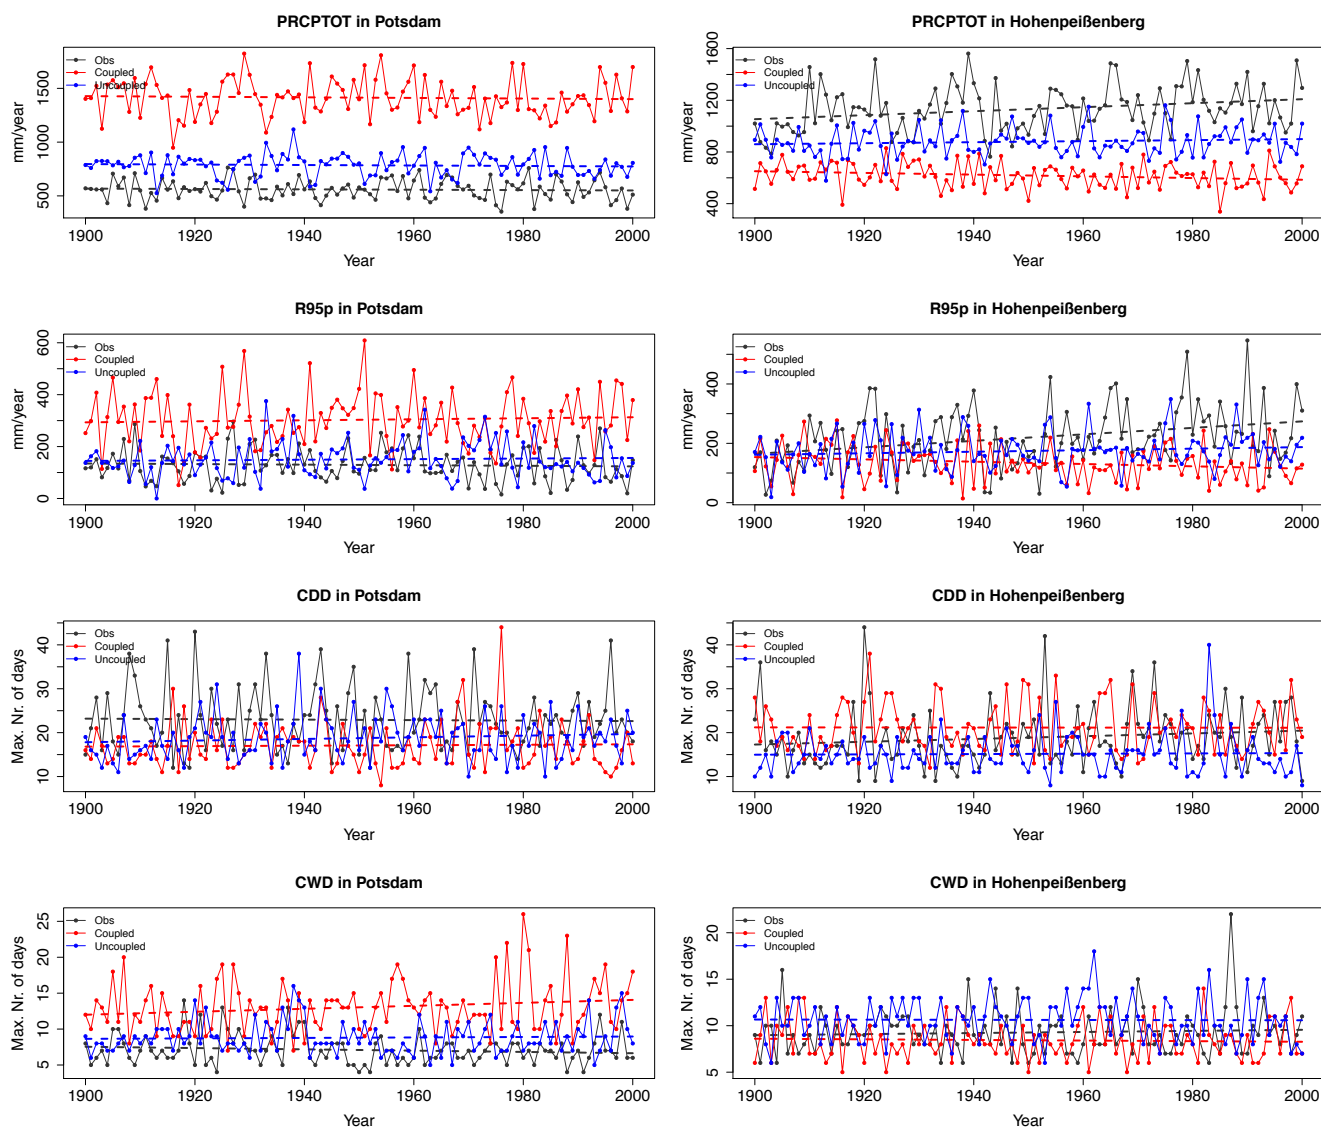 PRCPTOT in Potsdam
mm/year
500 1000 1500
Obs
Coupled
Uncoupled
1900 1920 1940 1960 1980 2000
Year
PRCPTOT in Hohenpeißenberg
mm/year
400 800 1200 1600
Obs
Coupled
Uncoupled
1900 1920 1940 1960 1980 2000
Year
R95p in Potsdam
mm/year
0 200 400 600
Obs
Coupled
Uncoupled
1900 1920 1940 1960 1980 2000
Year
R95p in Hohenpeißenberg
mm/year
0 200 400
Obs
Coupled
Uncoupled
1900 1920 1940 1960 1980 2000
Year
CDD in Potsdam
Max. Nr. of days
10 20 30 40
Obs
Coupled
Uncoupled
1900 1920 1940 1960 1980 2000
Year
CDD in Hohenpeißenberg
Max. Nr. of days
10 20 30 40
Obs
Coupled
Uncoupled
1900 1920 1940 1960 1980 2000
Year
CWD in Potsdam
Max. Nr. of days
5 10 15 20 25
Obs
Coupled
Uncoupled
1900 1920 1940 1960 1980 2000
Year
CWD in Hohenpeißenberg
Max. Nr. of days
5 10 15 20
Obs
Coupled
Uncoupled
1900 1920 1940 1960 1980 2000
Year